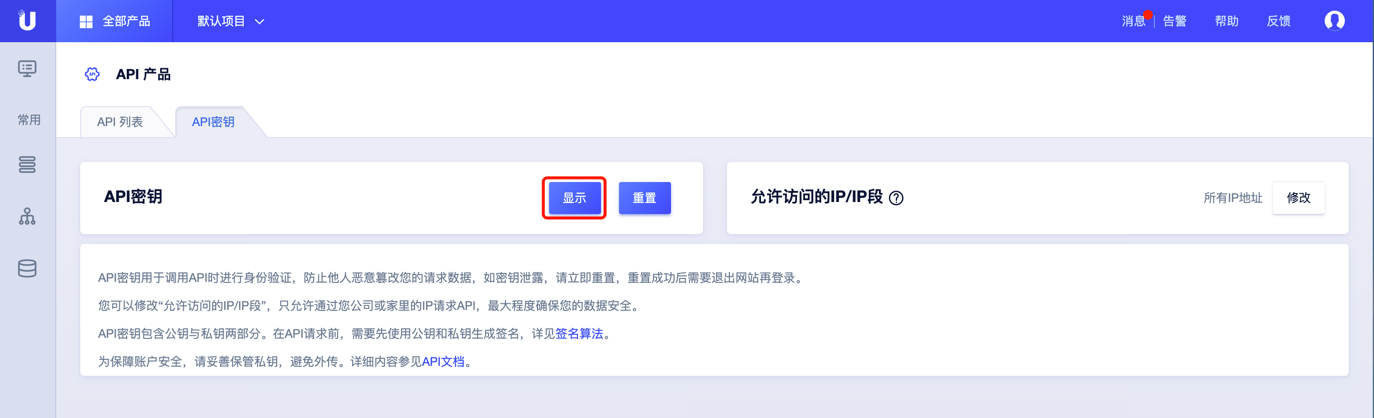 全部产品
默认项目
消息
告警
帮助
反馈
API 产品
常用
API 列表
API密钥
API密钥
显示
重置
允许访问的IP/IP段
所有IP地址
修改
API密钥用于调用API时进行身份验证，防止他人恶意篡改您的请求数据，如密钥泄露，请立即重置，重置成功后需要退出网站再登录。
您可以修改“允许访问的IP/IP段”，只允许通过您公司或家里的IP请求API，最大程度确保您的数据安全。
API密钥包含公钥与私钥两部分。在API请求前，需要先使用公钥和私钥生成签名，详见签名算法。
为保障账户安全，请妥善保管私钥，避免外传。详细内容参见API文档。